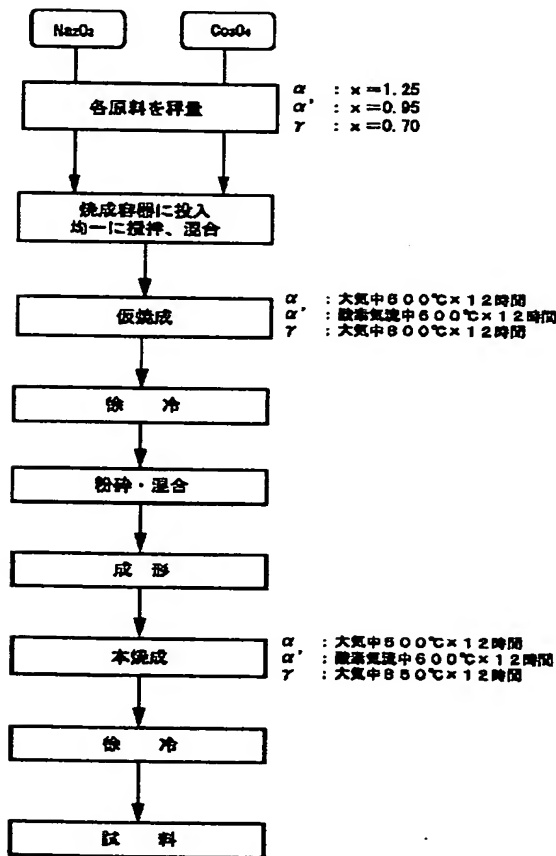 Na₂O₂ Co₃O₄
各原料を秤量
α : x=1.25
α' : x=0.95
γ : x=0.70
焼成容器に投入
均一に攪拌、混合
仮焼成
α : 大気中500℃×12時間
α' : 酸素気流中600℃×12時間
γ : 大気中800℃×12時間
徐 冷
粉砕・混合
成 形
本焼成
α : 大気中500℃×12時間
α' : 酸素気流中600℃×12時間
γ : 大気中850℃×12時間
徐 冷
試 料